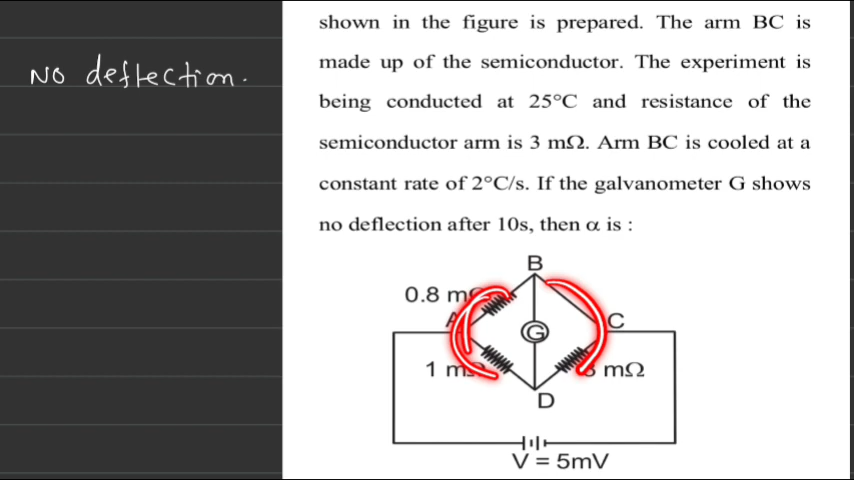 No deflection.
shown in the figure is prepared. The arm BC is
made up of the semiconductor. The experiment is
being conducted at 25°C and resistance of the
semiconductor arm is 3 mΩ. Arm BC is cooled at a
constant rate of 2°C/s. If the galvanometer G shows
no deflection after 10s, then α is :
B
0.8 mΩ
A
C
G
1 mΩ
3 mΩ
D
V = 5mV